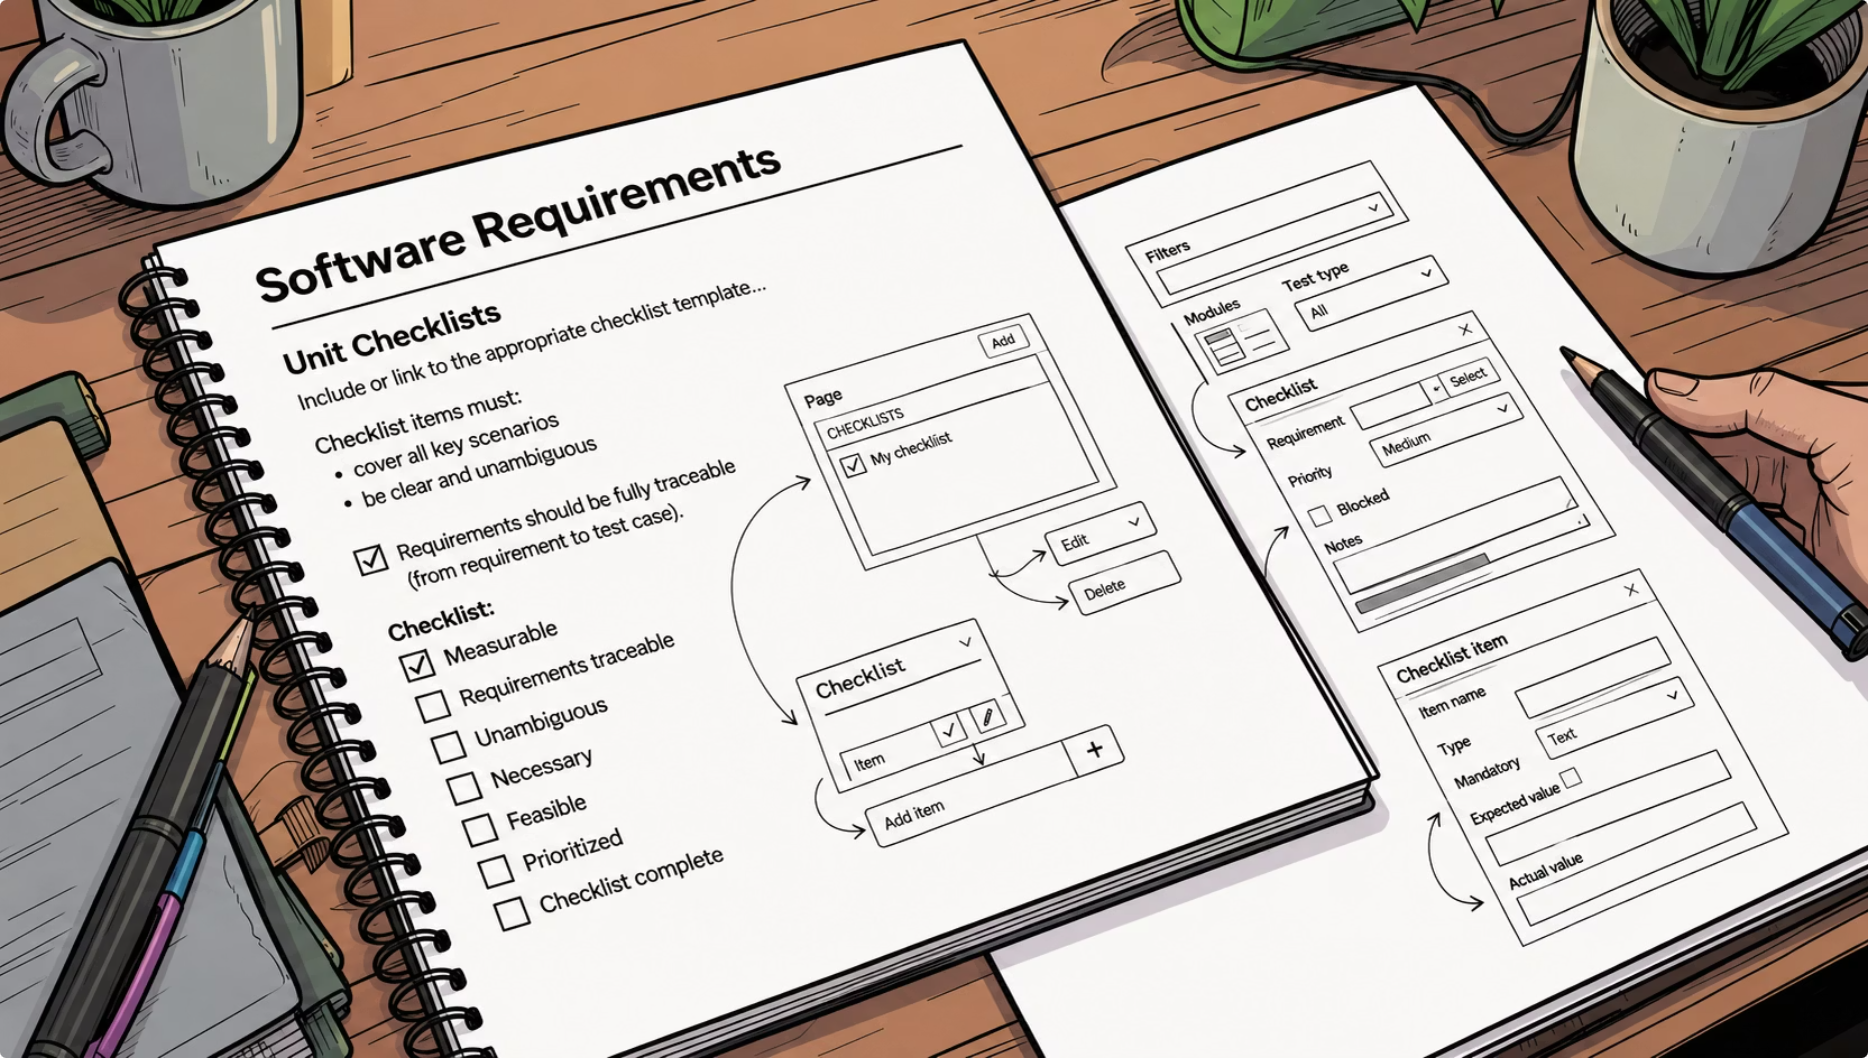 Software Requirements
Unit Checklists
Include or link to the appropriate checklist template...
Checklist items must:
• cover all key scenarios
• be clear and unambiguous
Requirements should be fully traceable
(from requirement to test case).
Checklist:
Measurable
Requirements traceable
Unambiguous
Necessary
Feasible
Prioritized
Checklist complete
Page
Add
CHECKLISTS
My checklist
Edit
Delete
Checklist
Item
Add item
Filters
Modules
Test type
All
Checklist
Requirement
Select
Priority
Medium
Blocked
Notes
Checklist item
Item name
Type
Text
Mandatory
Expected value
Actual value